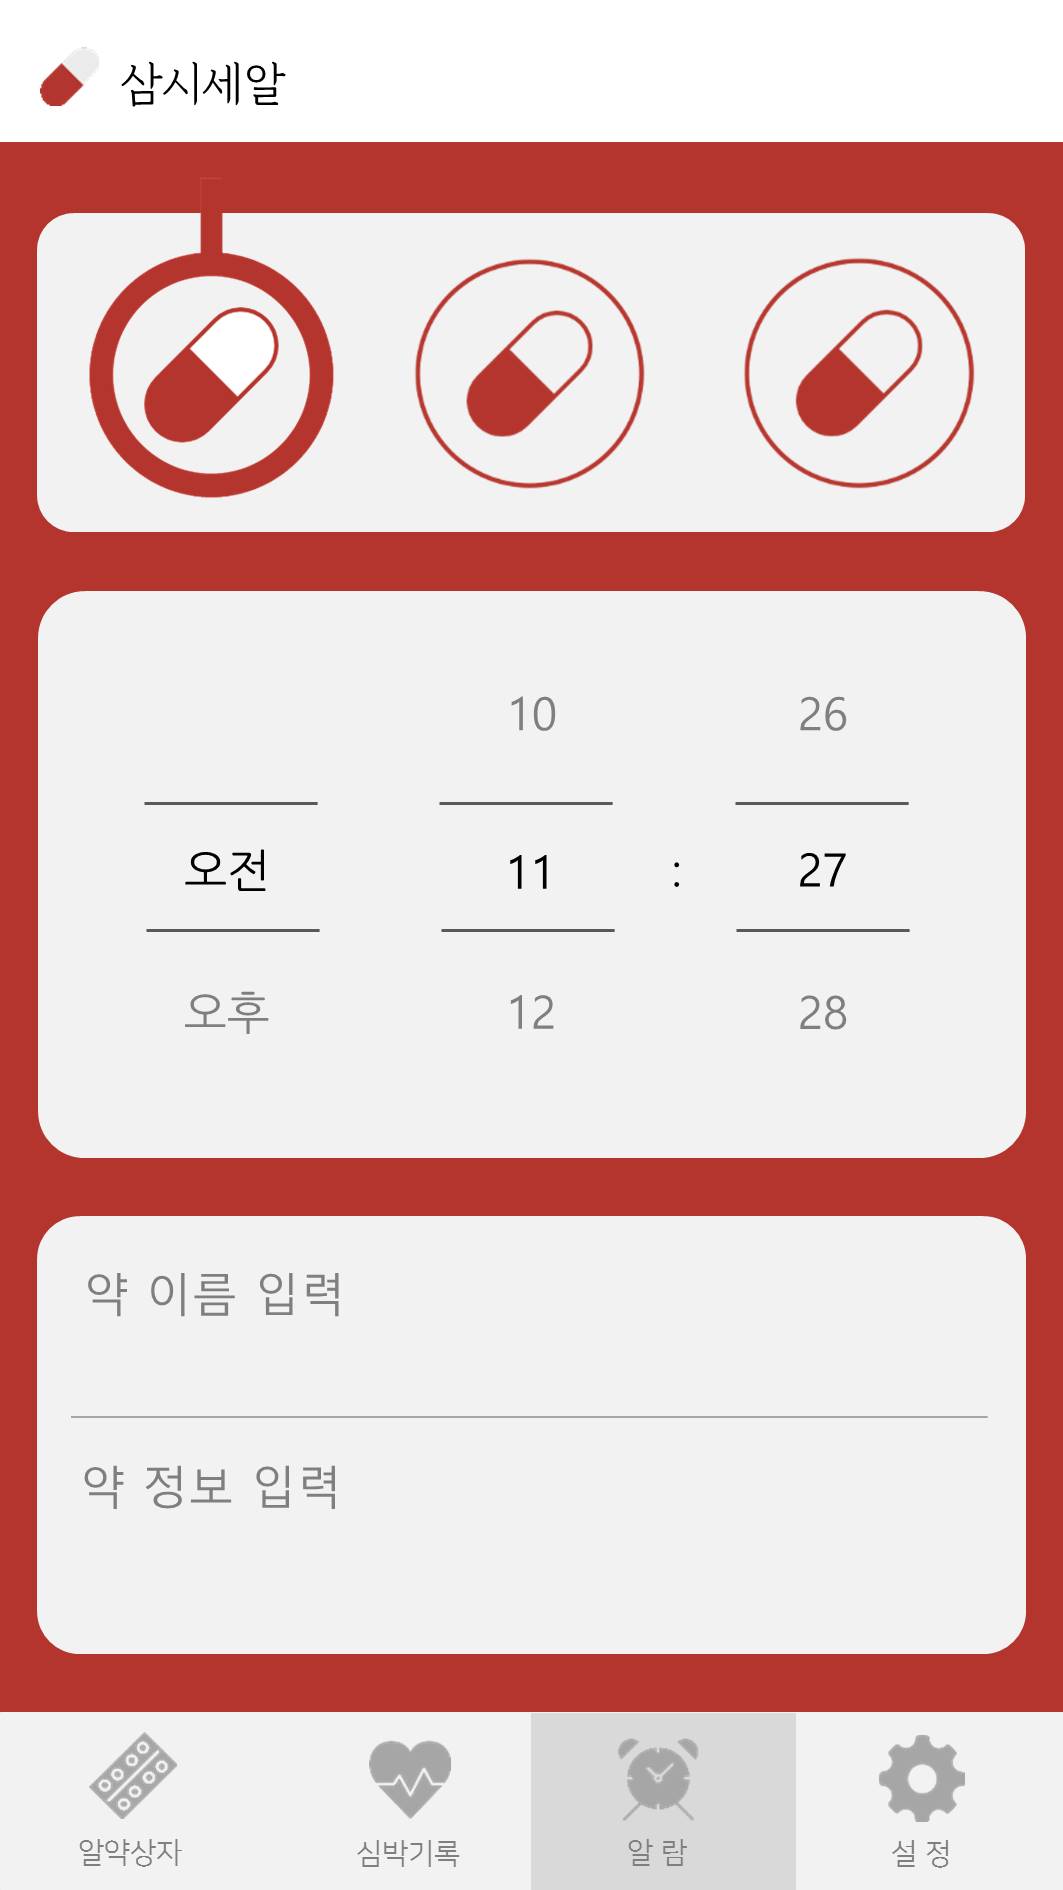 삼시세알
10 26
오전 11 : 27
오후 12 28
약 이름 입력
약 정보 입력
알약상자 심박기록 알 람 설 정